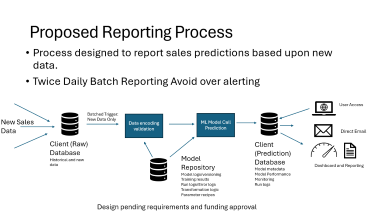 Proposed Reporting Process
• Process designed to report sales predictions based upon new
data.
• Twice Daily Batch Reporting Avoid over alerting
New Sales
Data
Client (Raw)
Database
Historical and new
data
Batched Trigger
New Data Only
Data encoding
validation
ML Model Call
Prediction
Model
Repository
Model logs/versioning
Training results
Run log/error logs
Transformation logic
Parameter recipes
Client
(Prediction)
Database
Model metadata
Model Performance
Monitoring
Run logs
User Access
Direct Email
Dashboard and Reporting
Design pending requirements and funding approval